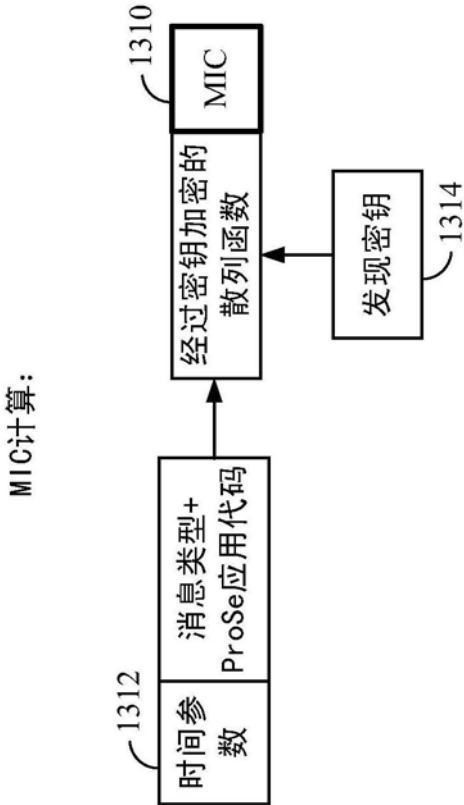 MIC计算：
1312
时间参
数
消息类型+
ProSe应用代码
经过密钥加密的
散列函数
MIC
1310
发现密钥
1314